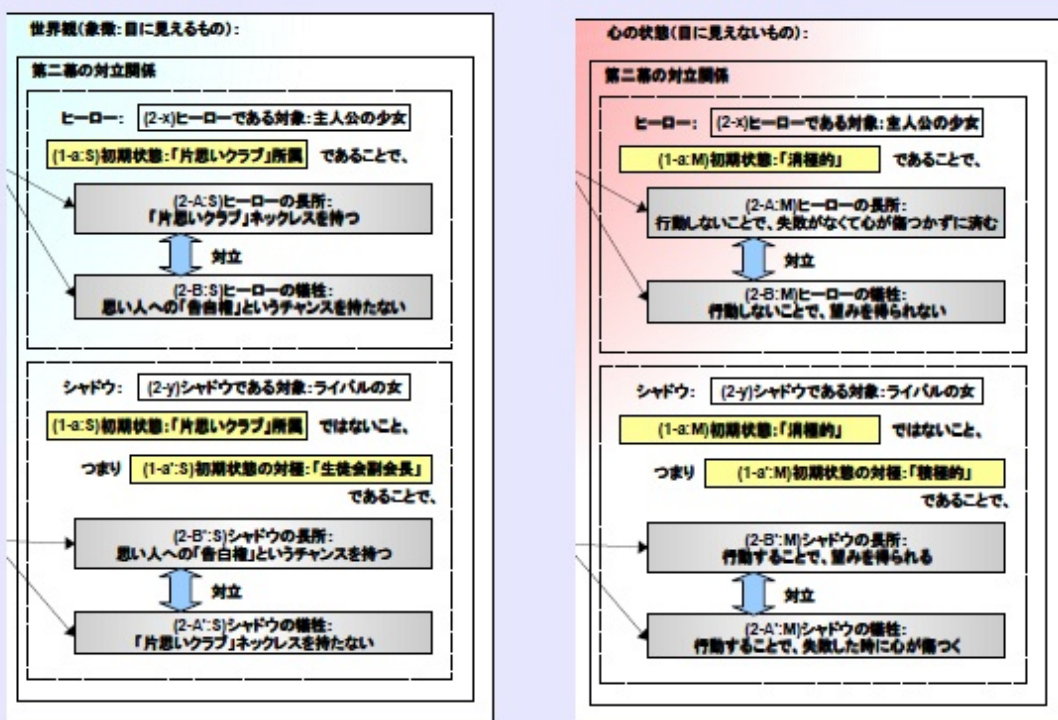 世界観(象徴:目に見えるもの):
第二幕の対立関係
ヒーロー:
(2-x)ヒーローである対象:主人公の少女
(1-a:S)初期状態:「片思いクラブ」所属
であることで、
(2-A:S)ヒーローの長所:
「片思いクラブ」ネックレスを持つ
対立
(2-B:S)ヒーローの犠牲:
思い人への「告白権」というチャンスを持たない
シャドウ:
(2-y)シャドウである対象:ライバルの女
(1-a:S)初期状態:「片思いクラブ」所属
ではないこと、
つまり
(1-a':S)初期状態の対極:「生徒会副会長」
であることで、
(2-B':S)シャドウの長所:
思い人への「告白権」というチャンスを持つ
対立
(2-A':S)シャドウの犠牲:
「片思いクラブ」ネックレスを持たない
心の状態(目に見えないもの):
第二幕の対立関係
ヒーロー:
(2-x)ヒーローである対象:主人公の少女
(1-a:M)初期状態:「消極的」
であることで、
(2-A:M)ヒーローの長所:
行動しないことで、失敗がなくて心が傷つかずに済む
対立
(2-B:M)ヒーローの犠牲:
行動しないことで、望みを得られない
シャドウ:
(2-y)シャドウである対象:ライバルの女
(1-a:M)初期状態:「消極的」
ではないこと、
つまり
(1-a':M)初期状態の対極:「積極的」
であることで、
(2-B':M)シャドウの長所:
行動することで、望みを得られる
対立
(2-A':M)シャドウの犠牲:
行動することで、失敗した時に心が傷つく